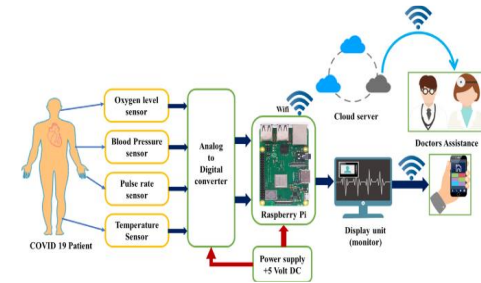 Oxygen level
sensor
Blood Pressure
sensor
Pulse rate
sensor
Temperature
Sensor
COVID 19 Patient
Analog
to
Digital
converter
Wifi
Raspberry Pi
Power supply
+5 Volt DC
Cloud server
Doctors Assistance
Display unit
(monitor)